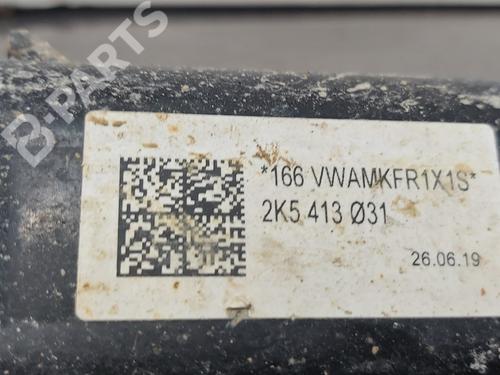 B-PARTS
*166 VWAMKFR1X1S*
2K5 413 Ø31
26.06.19